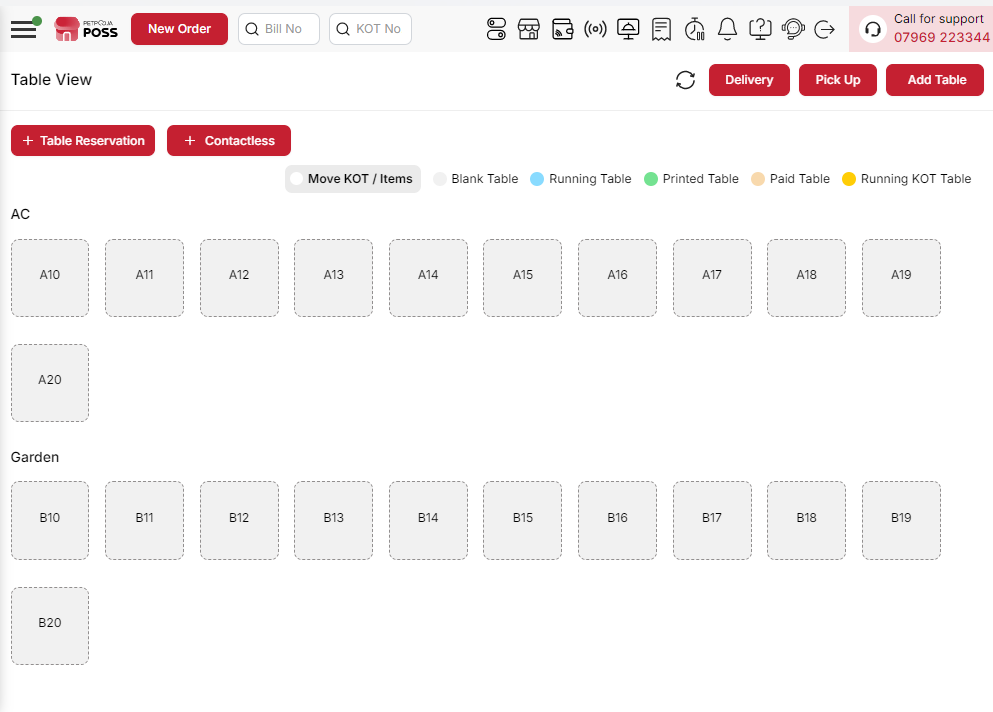 PETPOOJA
POSS
New Order
Bill No
KOT No
Call for support
07969 223344
Table View
Delivery
Pick Up
Add Table
+ Table Reservation
+ Contactless
Move KOT / Items
Blank Table
Running Table
Printed Table
Paid Table
Running KOT Table
AC
A10 A11 A12 A13 A14 A15 A16 A17 A18 A19
A20
Garden
B10 B11 B12 B13 B14 B15 B16 B17 B18 B19
B20